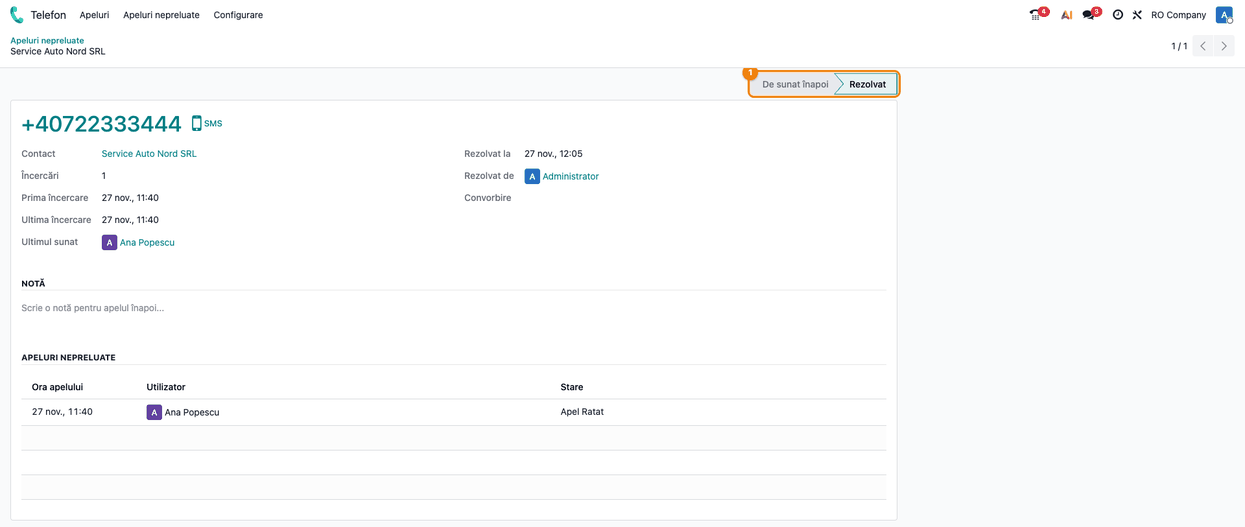 Telefon Apeluri Apeluri nepreluate Configurare 4 AI 3 RO Company A
Apeluri nepreluate
Service Auto Nord SRL
1 / 1
1
De sunat înapoi Rezolvat
+40722333444 SMS
Contact Service Auto Nord SRL Rezolvat la 27 nov., 12:05
Încercări 1 Rezolvat de A Administrator
Prima încercare 27 nov., 11:40 Convorbire
Ultima încercare 27 nov., 11:40
Ultimul sunat A Ana Popescu
NOTĂ
Scrie o notă pentru apelul înapoi...
APELURI NEPRELUATE
Ora apelului Utilizator Stare
27 nov., 11:40 A Ana Popescu Apel Ratat